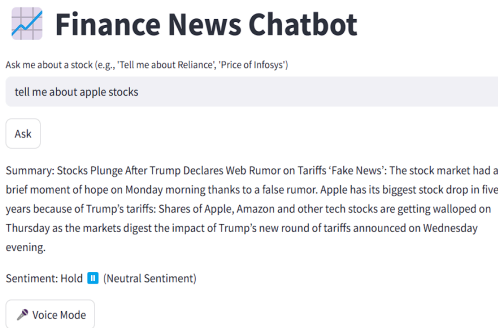 Finance News Chatbot
Ask me about a stock (e.g., 'Tell me about Reliance', 'Price of Infosys')
tell me about apple stocks
Ask
Summary: Stocks Plunge After Trump Declares Web Rumor on Tariffs ‘Fake News’: The stock market had a
brief moment of hope on Monday morning thanks to a false rumor. Apple has its biggest stock drop in five
years because of Trump’s tariffs: Shares of Apple, Amazon and other tech stocks are getting walloped on
Thursday as the markets digest the impact of Trump’s new round of tariffs announced on Wednesday
evening.
Sentiment: Hold ⏸ (Neutral Sentiment)
Voice Mode